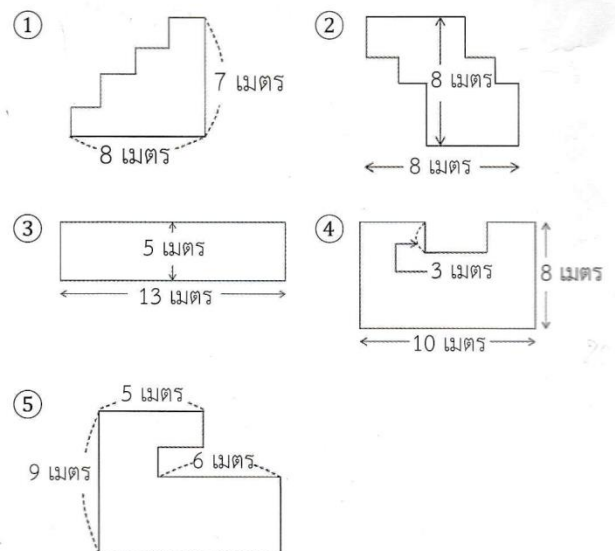 ①
7 เมตร
8 เมตร
②
8 เมตร
8 เมตร
③
5 เมตร
13 เมตร
④
3 เมตร
8 เมตร
10 เมตร
⑤
5 เมตร
9 เมตร
6 เมตร